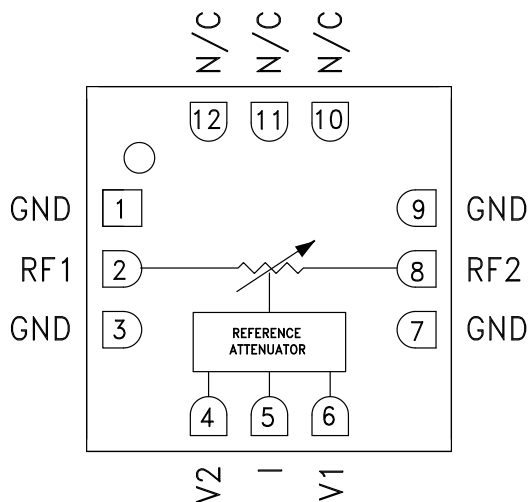 N/C N/C N/C
12 11 10
GND 1 9 GND
RF1 2 8 RF2
GND 3 7 GND
REFERENCE
ATTENUATOR
4 5 6
V2 I V1